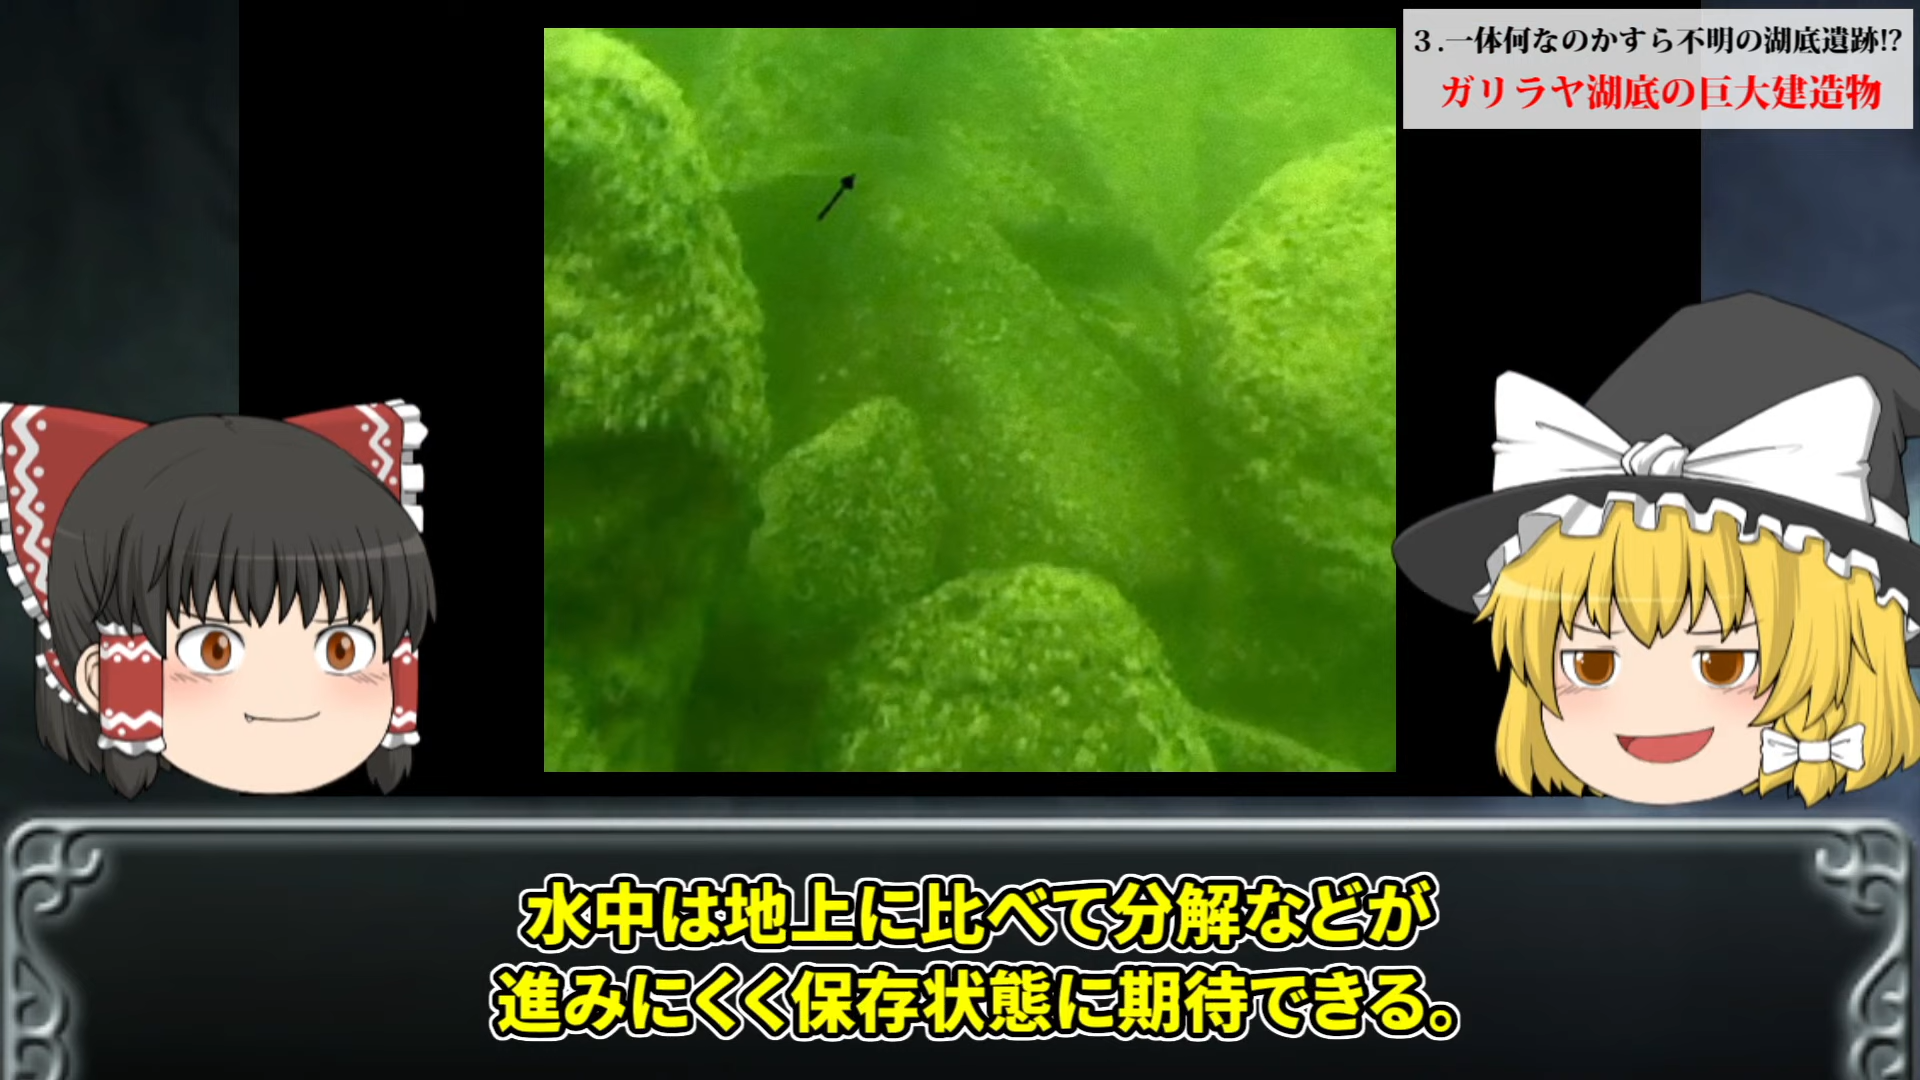 ３.一体何なのかすら不明の湖底遺跡!?
ガリラヤ湖底の巨大建造物
水中は地上に比べて分解などが
進みにくく保存状態に期待できる。